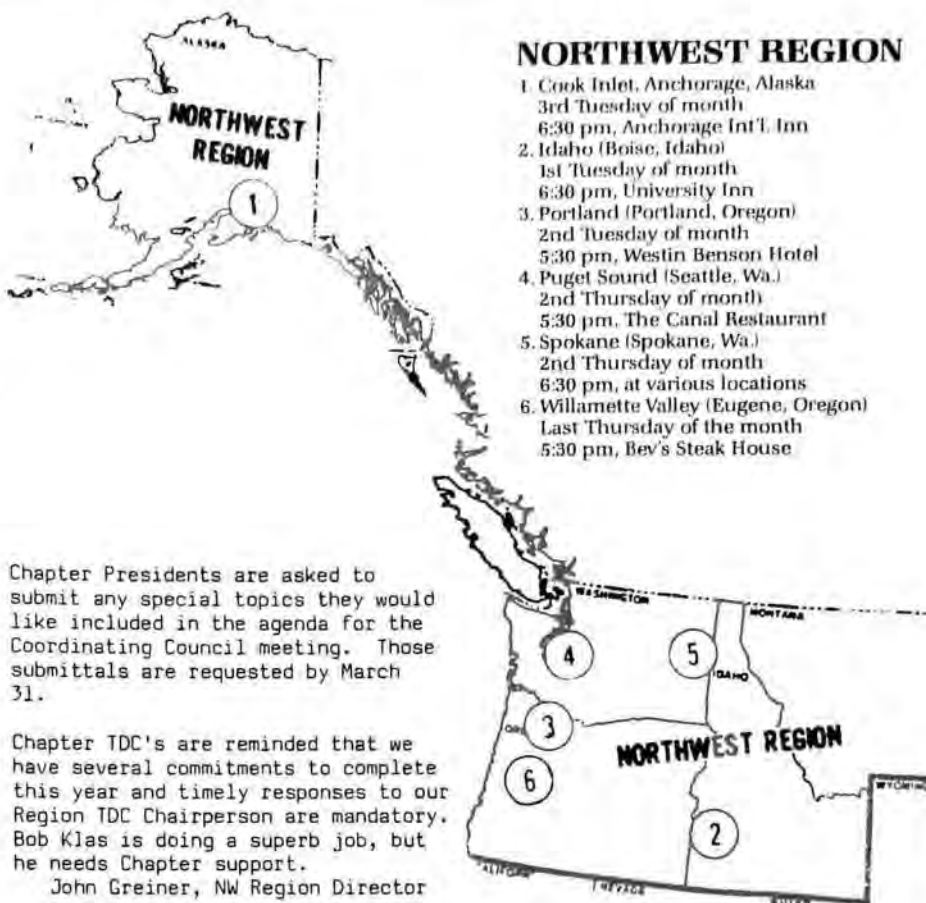 ALASKA
NORTHWEST
REGION
1
NORTHWEST REGION
1. Cook Inlet, Anchorage, Alaska
3rd Tuesday of month
6:30 pm, Anchorage Int'l. Inn
2. Idaho (Boise, Idaho)
1st Tuesday of month
6:30 pm, University Inn
3. Portland (Portland, Oregon)
2nd Tuesday of month
5:30 pm, Westin Benson Hotel
4. Puget Sound (Seattle, Wa.)
2nd Thursday of month
5:30 pm, The Canal Restaurant
5. Spokane (Spokane, Wa.)
2nd Thursday of month
6:30 pm, at various locations
6. Willamette Valley (Eugene, Oregon)
Last Thursday of the month
5:30 pm, Bev's Steak House
Chapter Presidents are asked to
submit any special topics they would
like included in the agenda for the
Coordinating Council meeting. Those
submittals are requested by March
31.
Chapter TDC's are reminded that we
have several commitments to complete
this year and timely responses to our
Region TDC Chairperson are mandatory.
Bob Klas is doing a superb job, but
he needs Chapter support.
John Greiner, NW Region Director
WASHINGTON
MONTANA
4
5
IDAHO
3
NORTHWEST REGION
6
2
WYOMING
NEVADA